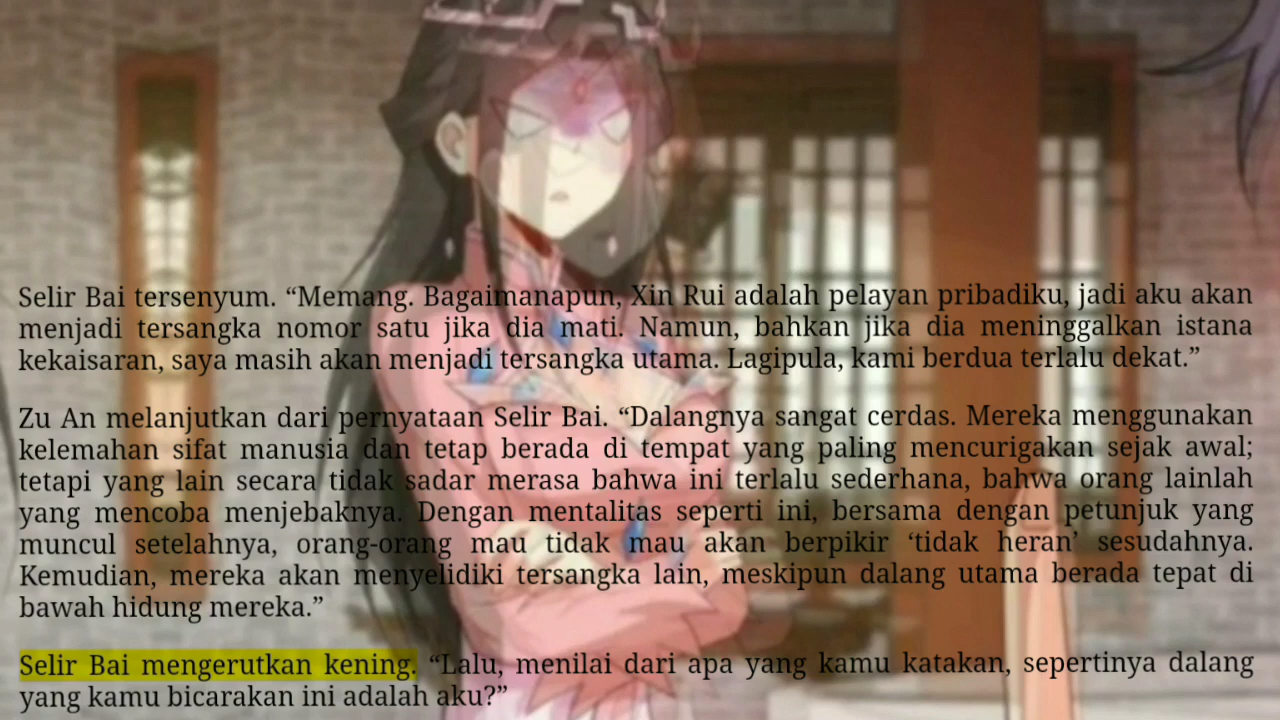 Selir Bai tersenyum. “Memang. Bagaimanapun, Xin Rui adalah pelayan pribadiku, jadi aku akan
menjadi tersangka nomor satu jika dia mati. Namun, bahkan jika dia meninggalkan istana
kekaisaran, saya masih akan menjadi tersangka utama. Lagipula, kami berdua terlalu dekat.”
Zu An melanjutkan dari pernyataan Selir Bai. “Dalangnya sangat cerdas. Mereka menggunakan
kelemahan sifat manusia dan tetap berada di tempat yang paling mencurigakan sejak awal;
tetapi yang lain secara tidak sadar merasa bahwa ini terlalu sederhana, bahwa orang lainlah
yang mencoba menjebaknya. Dengan mentalitas seperti ini, bersama dengan petunjuk yang
muncul setelahnya, orang-orang mau tidak mau akan berpikir ‘tidak heran’ sesudahnya.
Kemudian, mereka akan menyelidiki tersangka lain, meskipun dalang utama berada tepat di
bawah hidung mereka.”
Selir Bai mengerutkan kening. “Lalu, menilai dari apa yang kamu katakan, sepertinya dalang
yang kamu bicarakan ini adalah aku?”